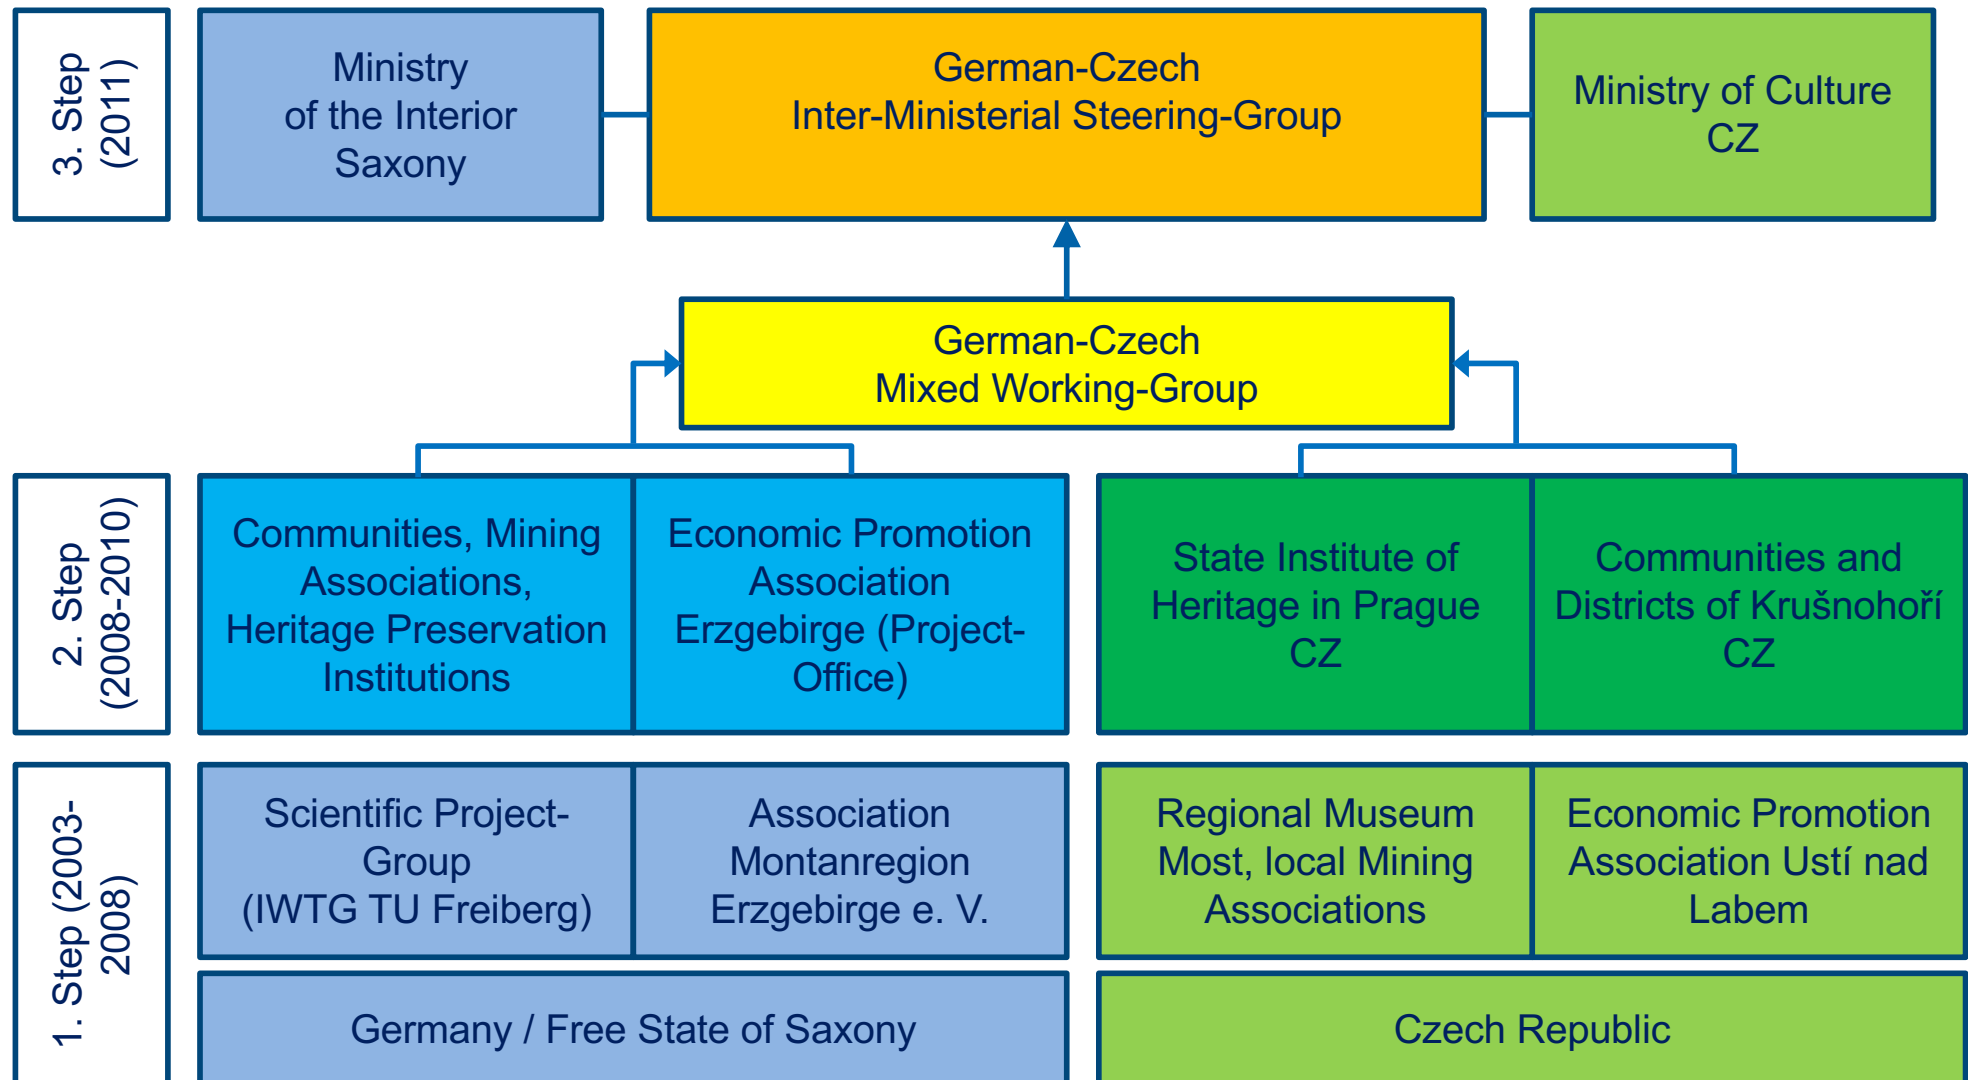 3. Step
(2011)
Ministry
of the Interior
Saxony
German-Czech
Inter-Ministerial Steering-Group
Ministry of Culture
CZ
German-Czech
Mixed Working-Group
2. Step
(2008-2010)
Communities, Mining
Associations,
Heritage Preservation
Institutions
Economic Promotion
Association
Erzgebirge (Project-
Office)
State Institute of
Heritage in Prague
CZ
Communities and
Districts of Krušnohoří
CZ
1. Step (2003-
2008)
Scientific Project-
Group
(IWTG TU Freiberg)
Association
Montanregion
Erzgebirge e. V.
Regional Museum
Most, local Mining
Associations
Economic Promotion
Association Ustí nad
Labem
Germany / Free State of Saxony
Czech Republic